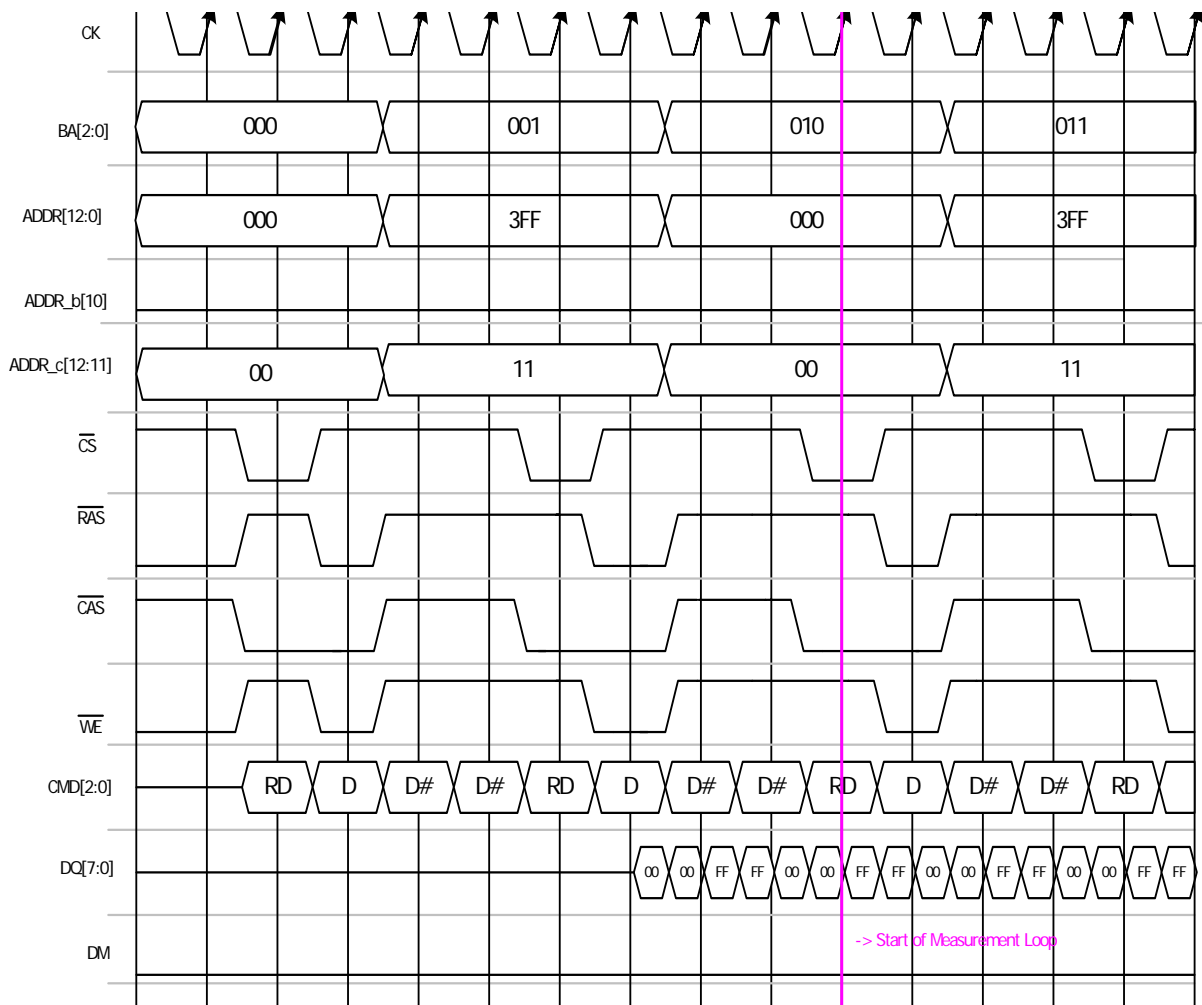 CK
BA[2:0] 000 001 010 011
ADDR[12:0] 000 3FF 000 3FF
ADDR_b[10]
ADDR_c[12:11] 00 11 00 11
CS
RAS
CAS
WE
CMD[2:0] RD D D# D# RD D D# D# RD D D# D# RD
DQ[7:0] 00 00 FF FF 00 00 FF FF 00 00 FF FF 00 00 FF FF
-> Start of Measurement Loop
DM